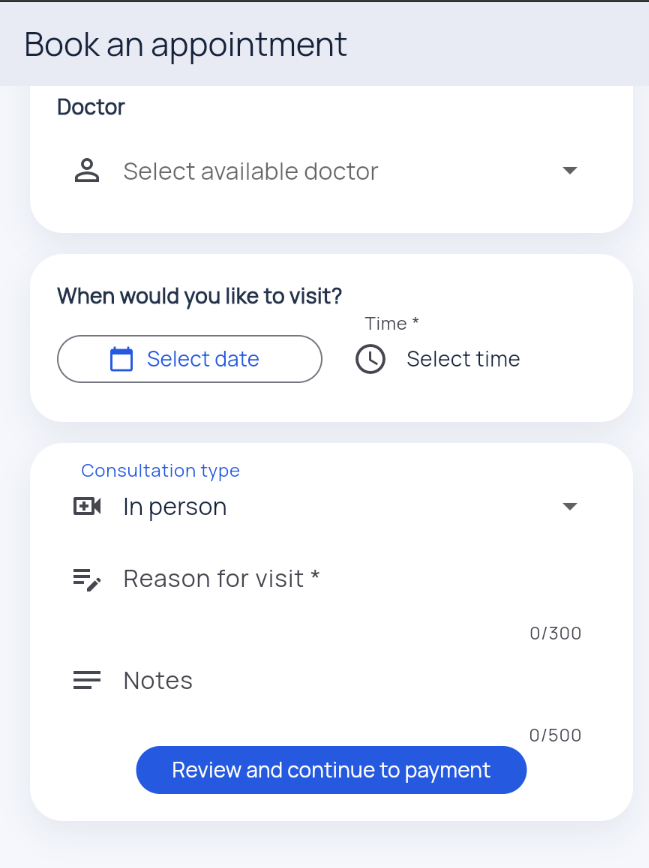 Book an appointment
Doctor
Select available doctor
When would you like to visit?
Time *
Select date
Select time
Consultation type
In person
Reason for visit *
0/300
Notes
0/500
Review and continue to payment